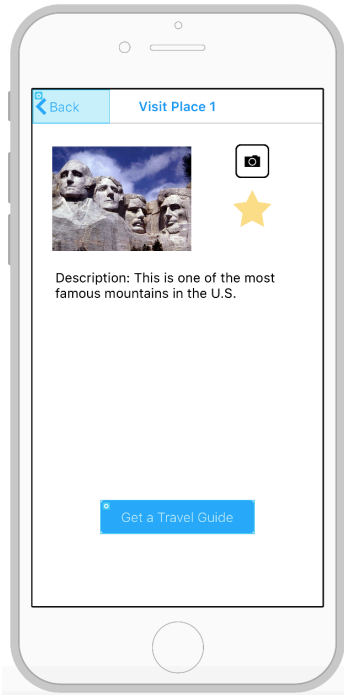 Back
Visit Place 1
Description: This is one of the most
famous mountains in the U.S.
Get a Travel Guide